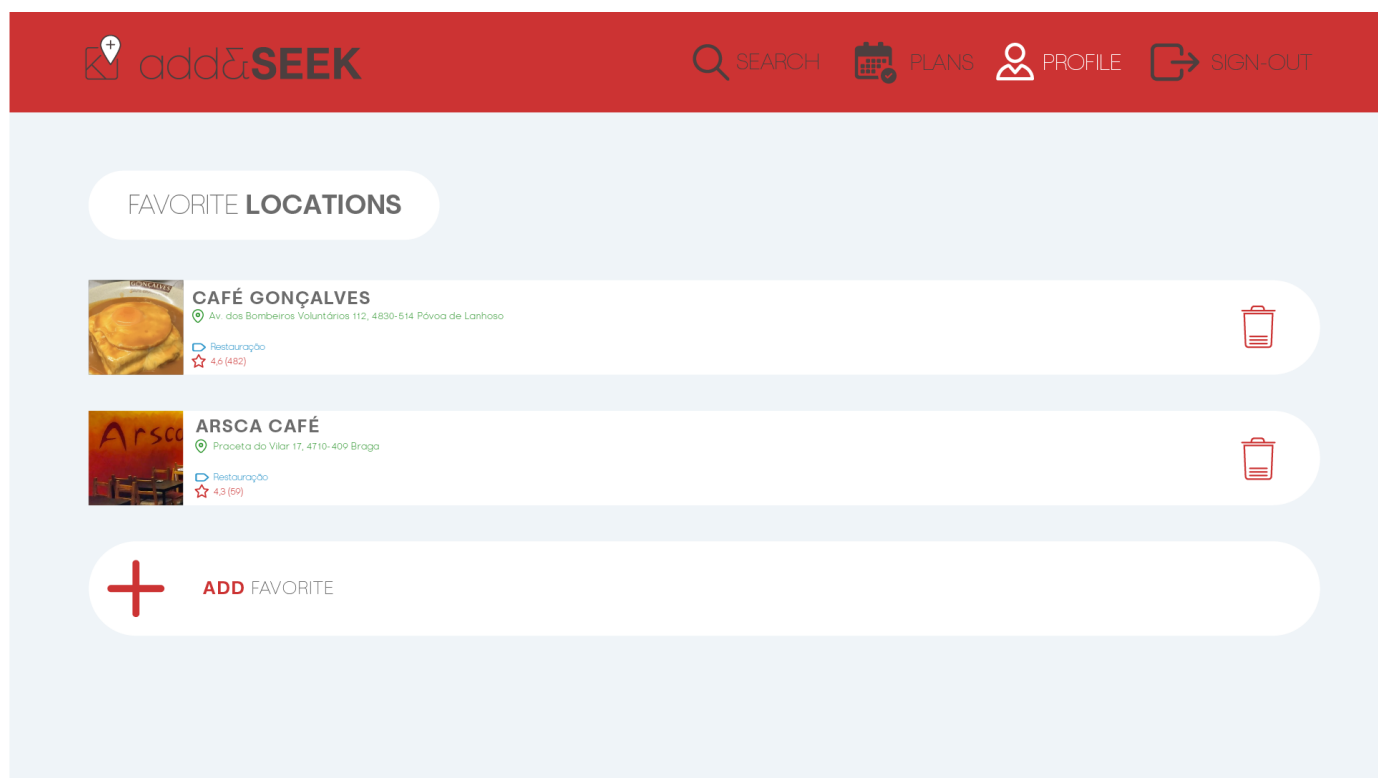 add&SEEK
SEARCH
PLANS
PROFILE
SIGN-OUT
FAVORITE LOCATIONS
GONÇALVES
CAFÉ GONÇALVES
Av. dos Bombeiros Voluntários 112, 4830-514 Póvoa de Lanhoso
Restauração
4,6 (482)
Arsca
ARSCA CAFÉ
Praceta do Vilar 17, 4710-409 Braga
Restauração
4,3 (59)
ADD FAVORITE